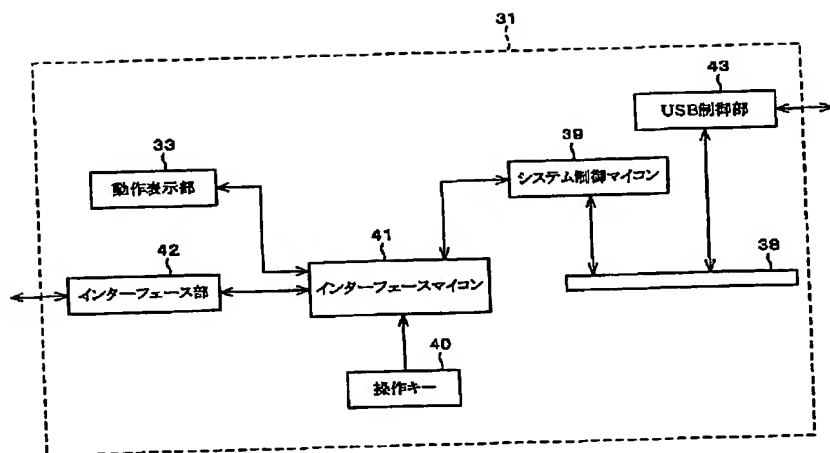 31
43
USB制御部
39
システム制御マイコン
33
動作表示部
41
インターフェースマイコン
42
インターフェース部
38
40
操作キー